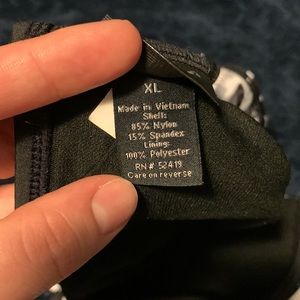 XL
Made in Vietnam
Shell:
85% Nylon
15% Spandex
Lining:
100% Polyester
RN# 52419
Care on reverse